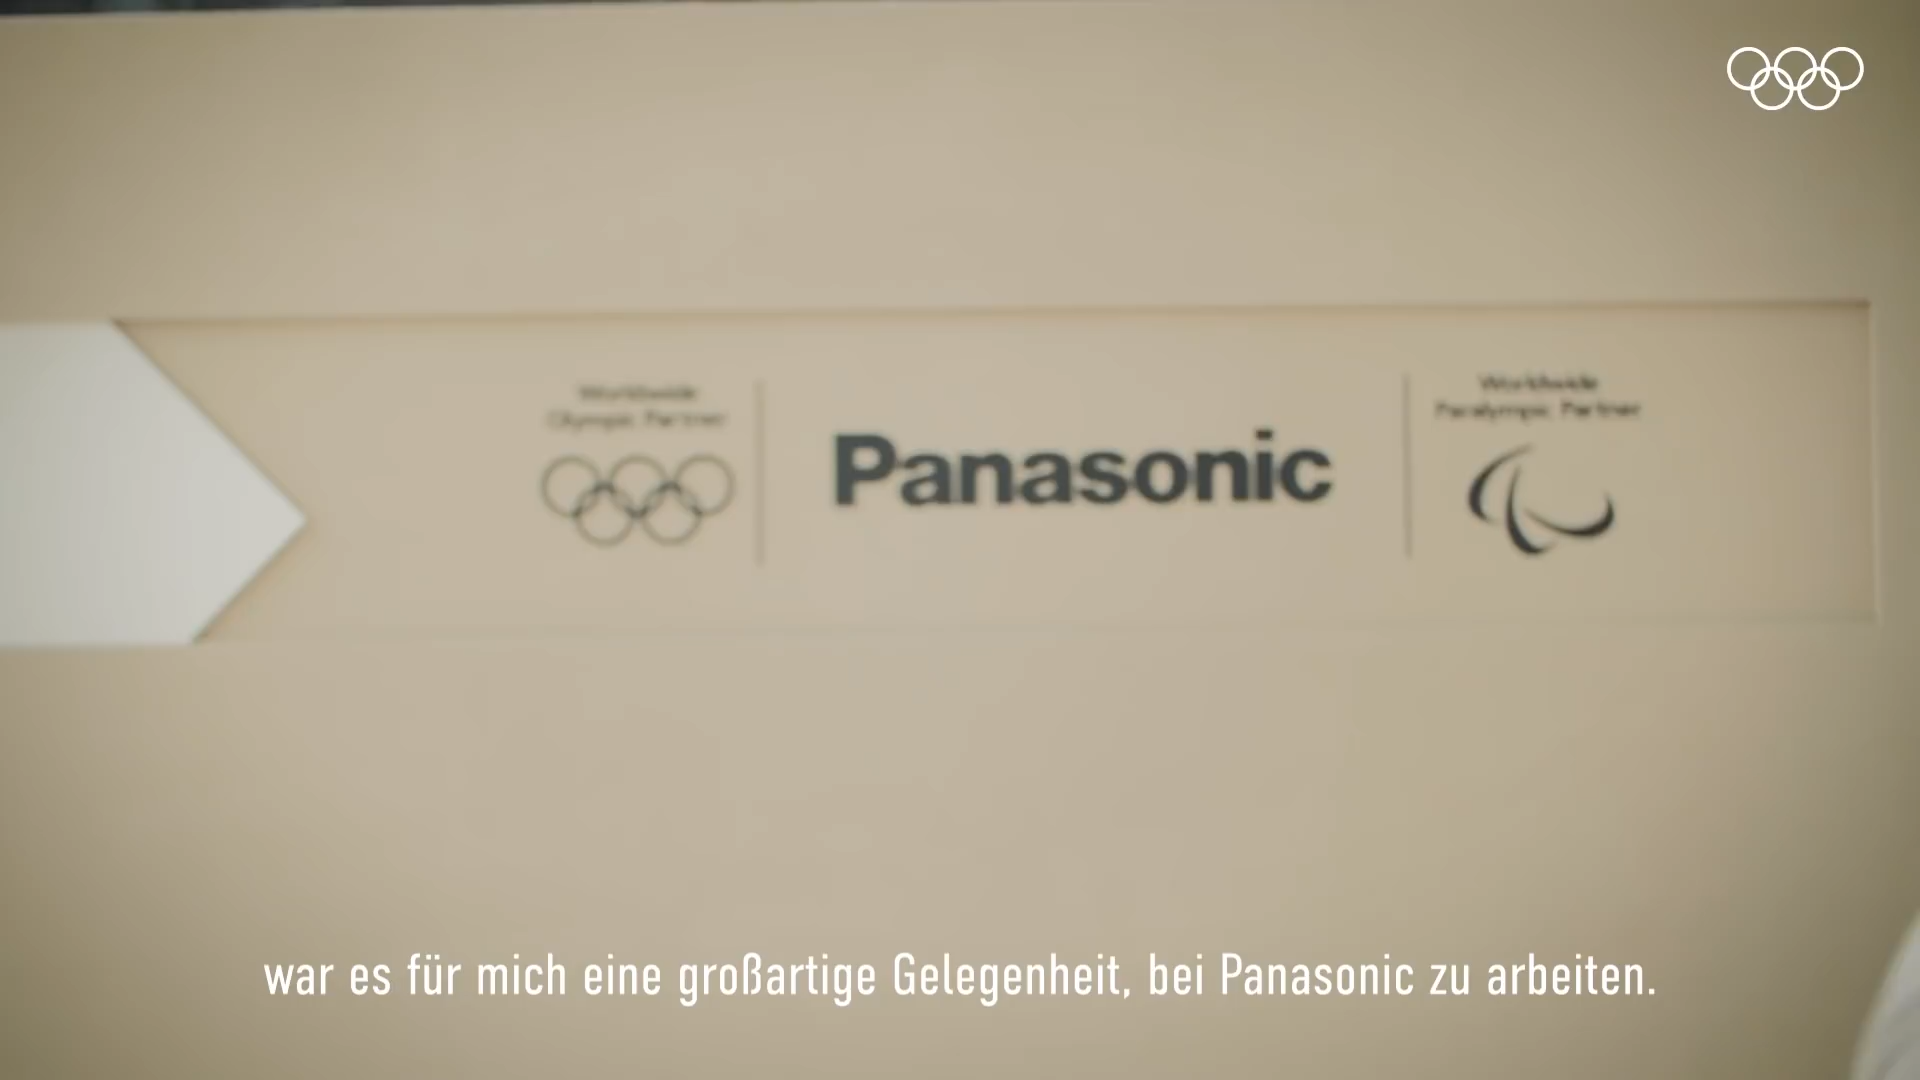 Worldwide
Olympic Partner
Panasonic
Worldwide
Paralympic Partner
war es für mich eine großartige Gelegenheit, bei Panasonic zu arbeiten.